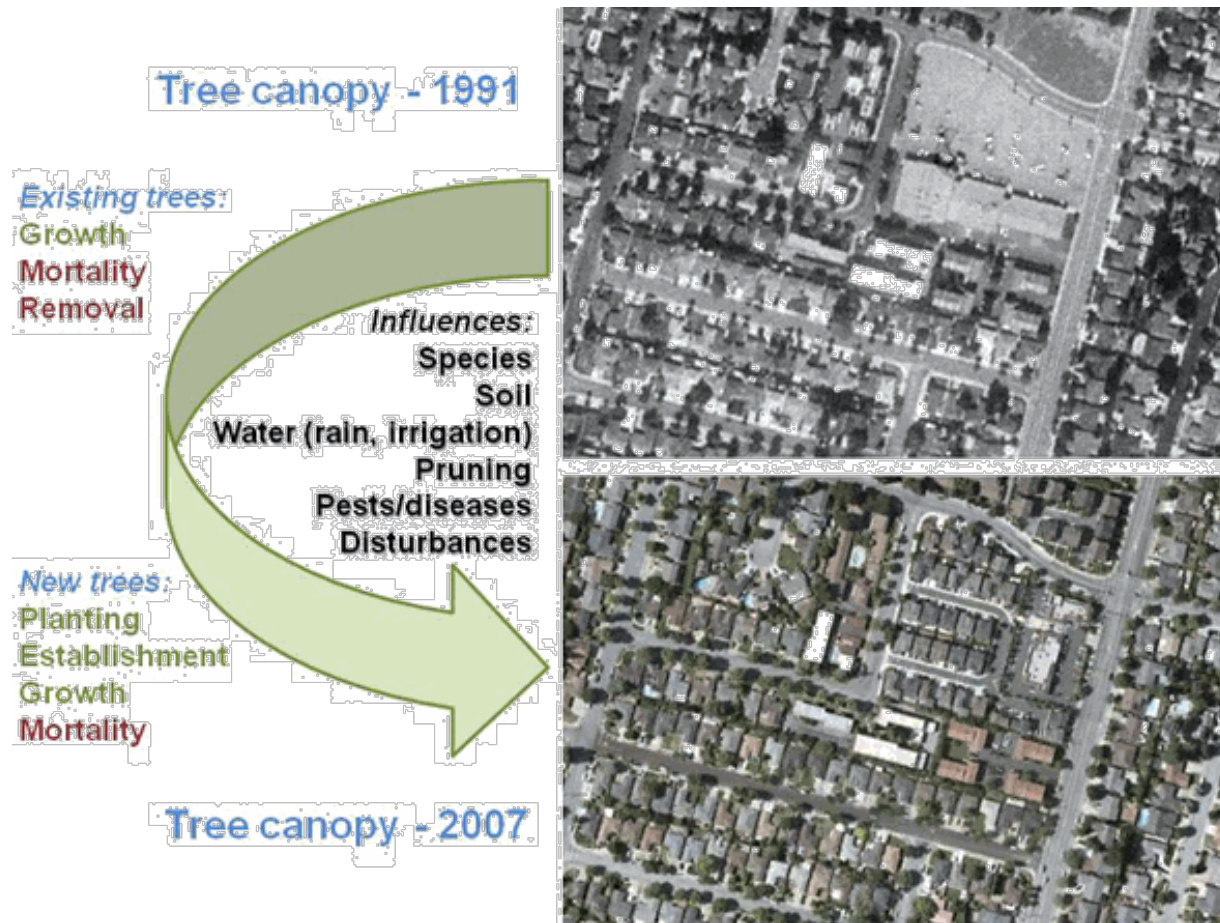 Tree canopy - 1991
Existing trees:
Growth
Mortality
Removal
Influences:
Species
Soil
Water (rain, irrigation)
Pruning
Pests/diseases
Disturbances
New trees:
Planting
Establishment
Growth
Mortality
Tree canopy - 2007